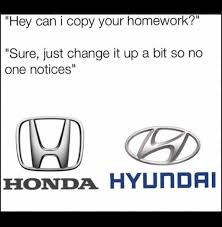 "Hey can i copy your homework?"
"Sure, just change it up a bit so no
one notices"
HONDA HYUNDAI